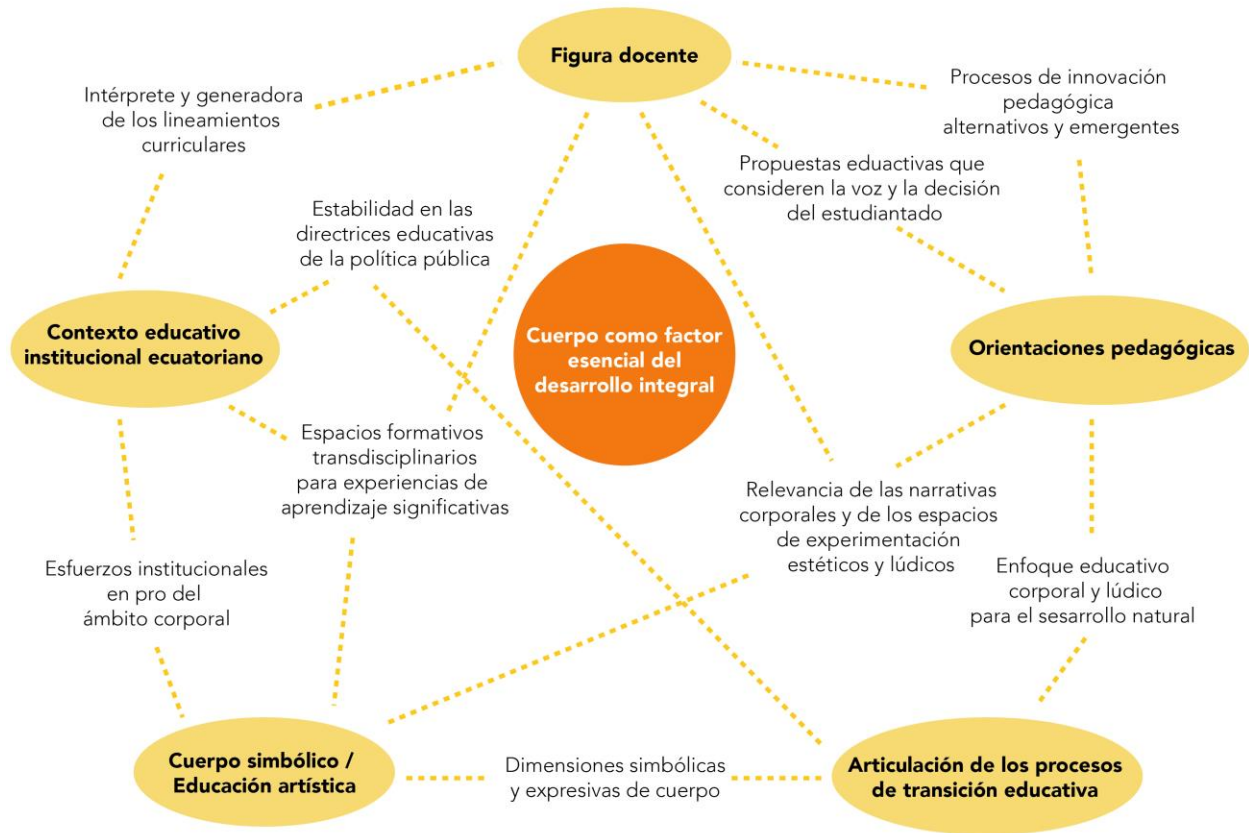 Figura docente
Intérprete y generadora
de los lineamientos
curriculares
Procesos de innovación
pedagógica
alternativos y emergentes
Propuestas eduactivas que
consideren la voz y la decisión
del estudiantado
Estabilidad en las
directrices educativas
de la política pública
Contexto educativo
institucional ecuatoriano
Cuerpo como factor
esencial del
desarrollo integral
Orientaciones pedagógicas
Espacios formativos
transdisciplinarios
para experiencias de
aprendizaje significativas
Relevancia de las narrativas
corporales y de los espacios
de experimentación
estéticos y lúdicos
Esfuerzos institucionales
en pro del
ámbito corporal
Enfoque educativo
corporal y lúdico
para el sesarrollo natural
Cuerpo simbólico /
Educación artística
Dimensiones simbólicas
y expresivas de cuerpo
Articulación de los procesos
de transición educativa